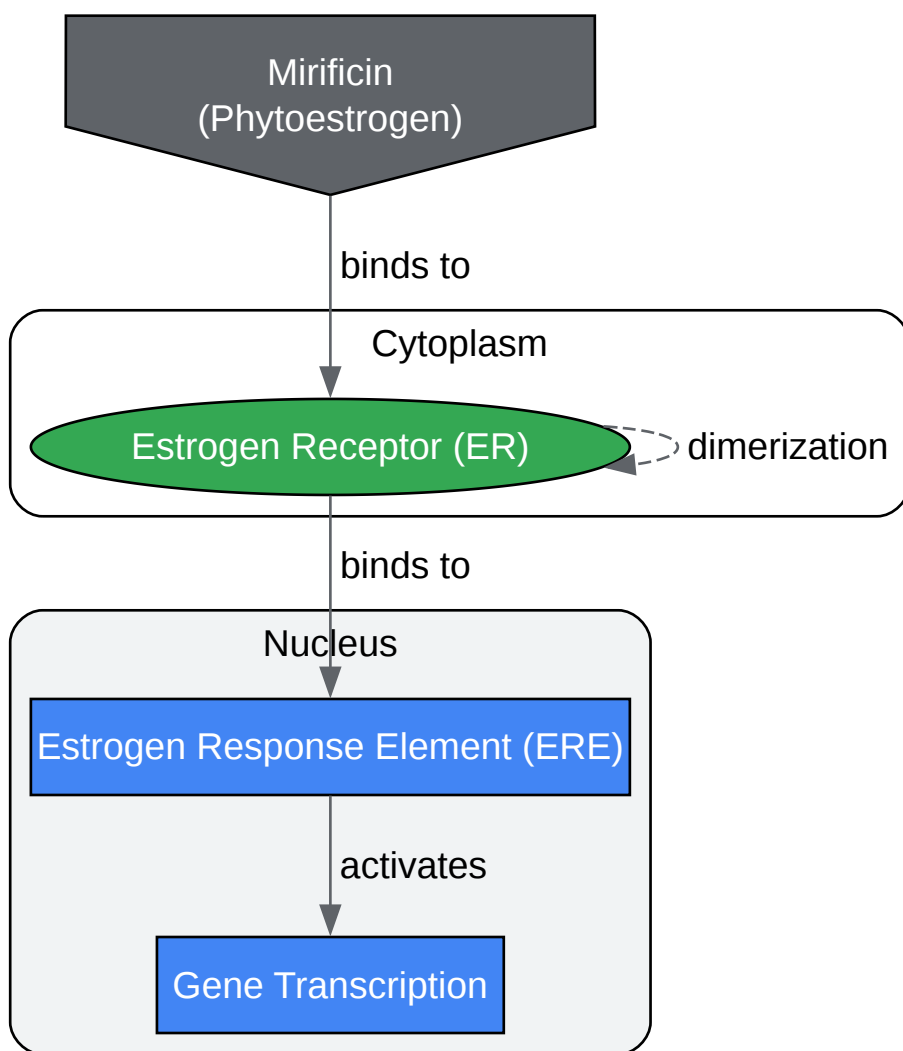 Mirificin
(Phytoestrogen)
binds to
Cytoplasm
Estrogen Receptor (ER)
dimerization
binds to
Nucleus
Estrogen Response Element (ERE)
activates
Gene Transcription